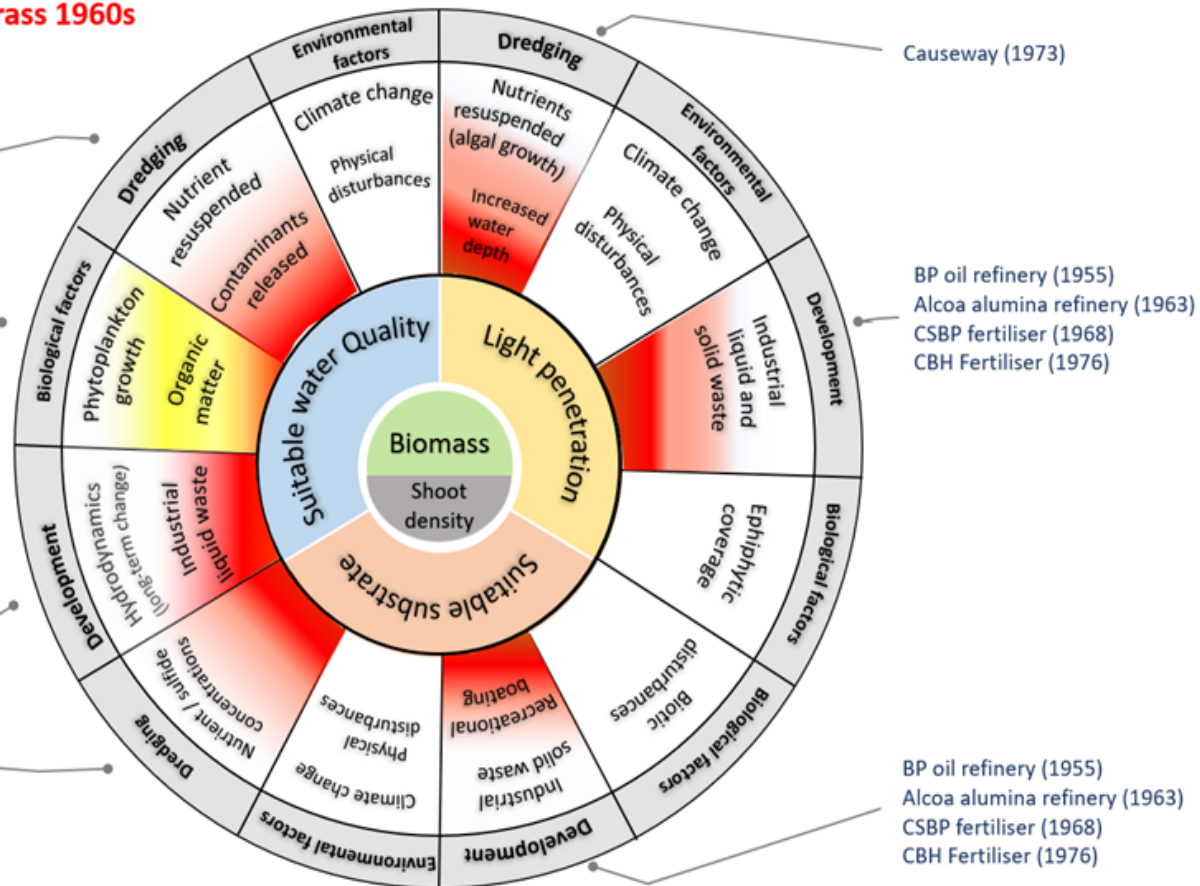 rass 1960s
Environmental
factors
Climate change
Physical
disturbances
Dredging
Nutrients
resuspended
(algal growth)
Increased
water
depth
Causeway (1973)
Environmental
factors
Climate change
Physical
disturbances
Development
Industrial
liquid and
solid waste
BP oil refinery (1955)
Alcoa alumina refinery (1963)
CSBP fertiliser (1968)
CBH Fertiliser (1976)
Biological factors
Ephiphytic
coverage
Biological factors
Biotic
disturbances
Development
Industrial
solid waste
Recreational
boating
BP oil refinery (1955)
Alcoa alumina refinery (1963)
CSBP fertiliser (1968)
CBH Fertiliser (1976)
Environmental factors
Climate change
Physical
disturbances
Dredging
Nutrient / sulfide
concentrations
Development
Hydrodynamics
(long-term change)
Industrial
liquid waste
Biological factors
Phytoplankton
growth
Organic
matter
Dredging
Nutrient
resuspended
Contaminants
released
Suitable water Quality
Light penetration
Suitable substrate
Biomass
Shoot
density